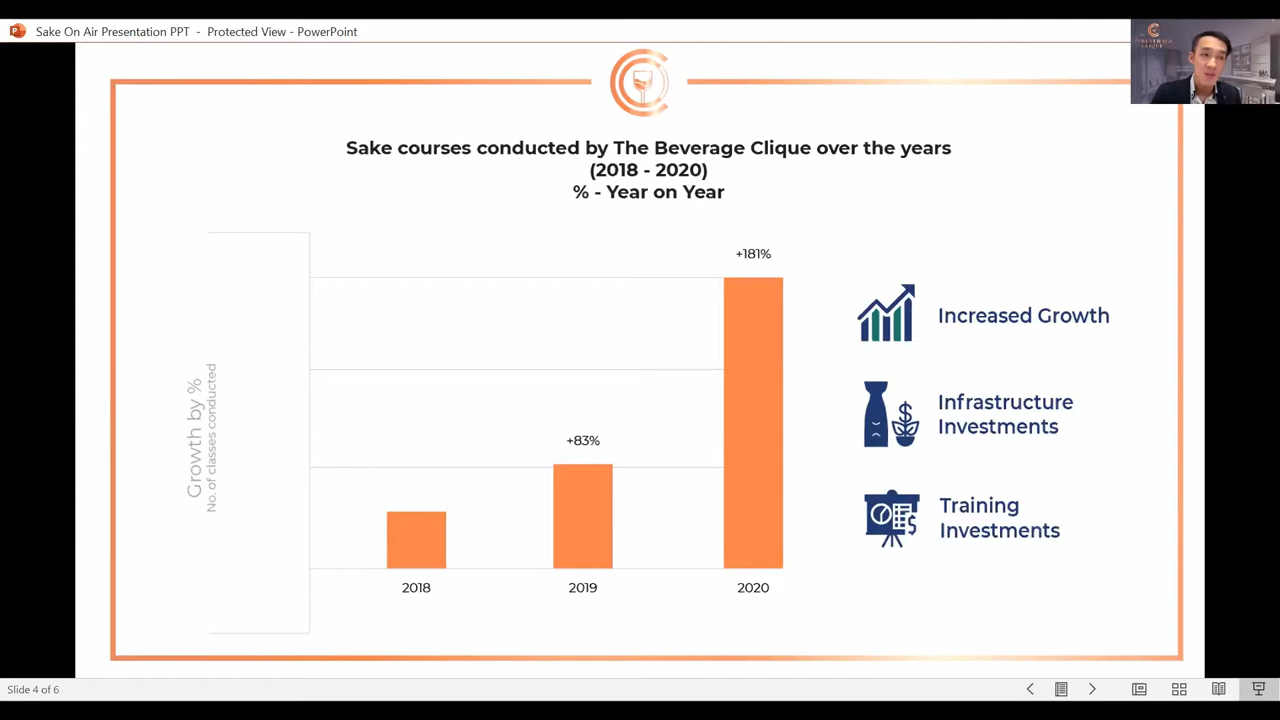 Sake On Air Presentation PPT - Protected View - PowerPoint
BEVERAGE
CLIQUE
Sake courses conducted by The Beverage Clique over the years
(2018 - 2020)
% - Year on Year
Growth by %
No. of classes conducted
+83%
+181%
2018
2019
2020
Increased Growth
Infrastructure
Investments
Training
Investments
Slide 4 of 6